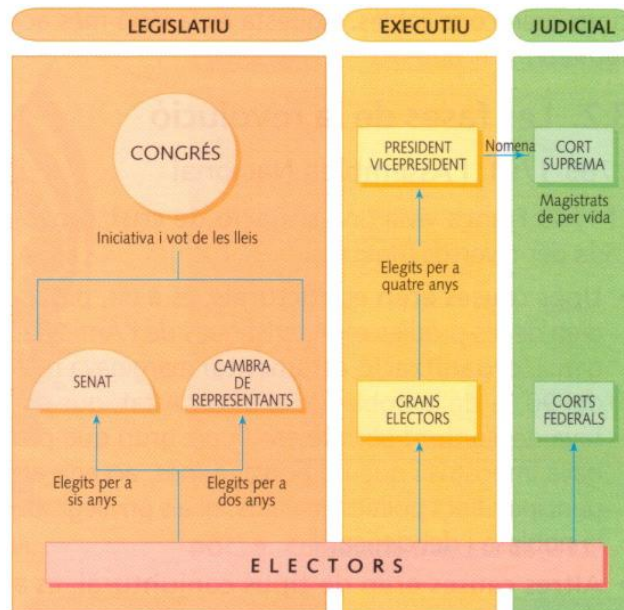 LEGISLATIU
EXECUTIU
JUDICIAL
CONGRÉS
Iniciativa i vot de les lleis
SENAT
CAMBRA
DE
REPRESENTANTS
Elegits per a
sis anys
Elegits per a
dos anys
PRESIDENT
VICEPRESIDENT
Nomena
Elegits per a
quatre anys
GRANS
ELECTORS
CORT
SUPREMA
Magistrats
de per vida
CORTS
FEDERALS
ELECTORS